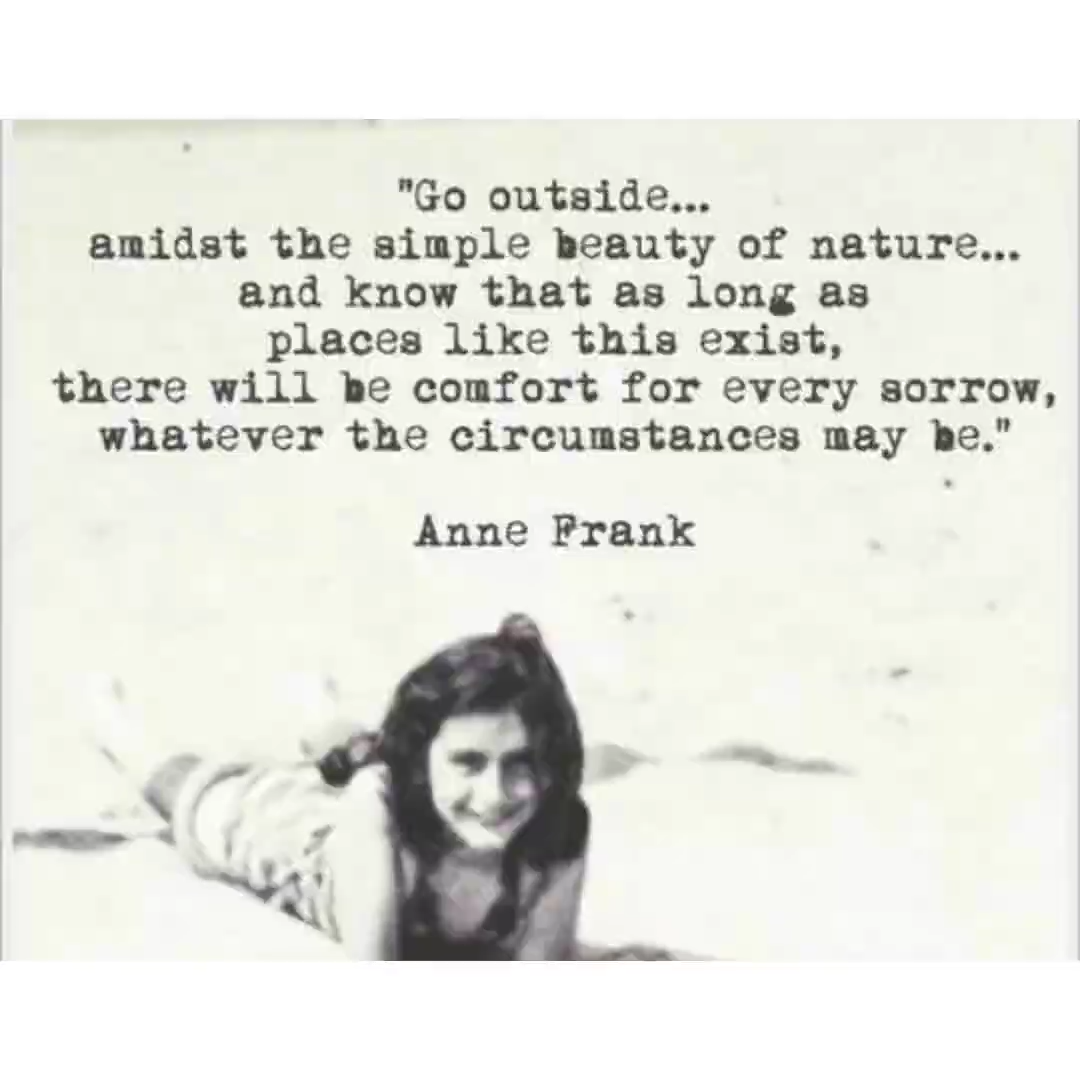 "Go outside...
amidst the simple beauty of nature...
and know that as long as
places like this exist,
there will be comfort for every sorrow,
whatever the circumstances may be."
Anne Frank